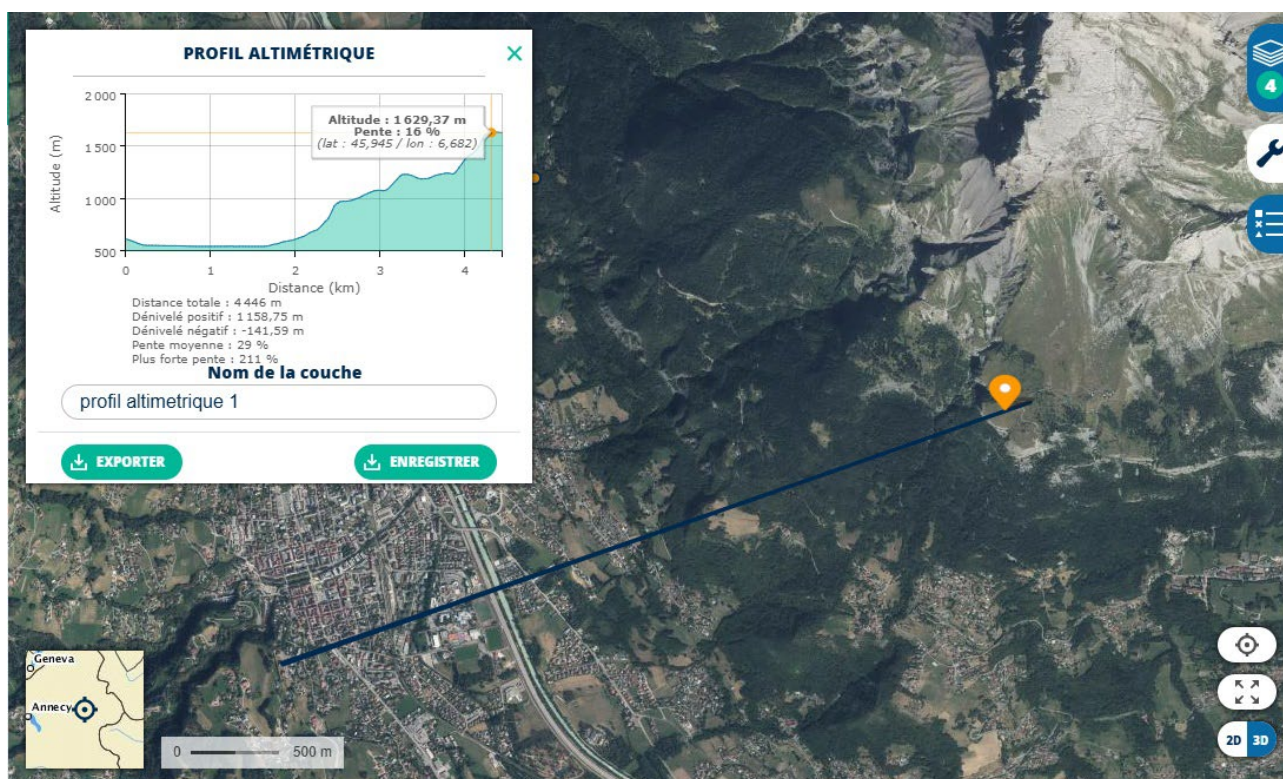 PROFIL ALTIMÉTRIQUE
2 000
1 500
1 000
500
Altitude (m)
Altitude : 1 629,37 m
Pente : 16 %
(lat : 45,945 / lon : 6,682)
0 1 2 3 4
Distance (km)
Distance totale : 4 446 m
Dénivelé positif : 1 158,75 m
Dénivelé négatif : -141,59 m
Pente moyenne : 29 %
Plus forte pente : 211 %
Nom de la couche
profil altimetrique 1
EXPORTER
ENREGISTRER
4
Geneva
Annecy
0 500 m
2D 3D